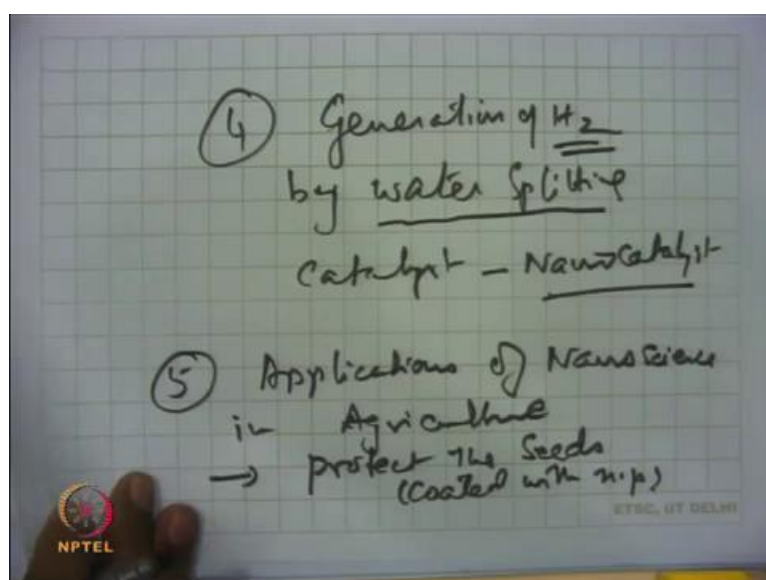 4 Generation of H2
by water splitting
Catalyst - Nanocatalyst
5 Applications of Nanoscience
in Agriculture
→ protect the seeds
(coated with n.p)
ETSC, IIT DELHI
NPTEL